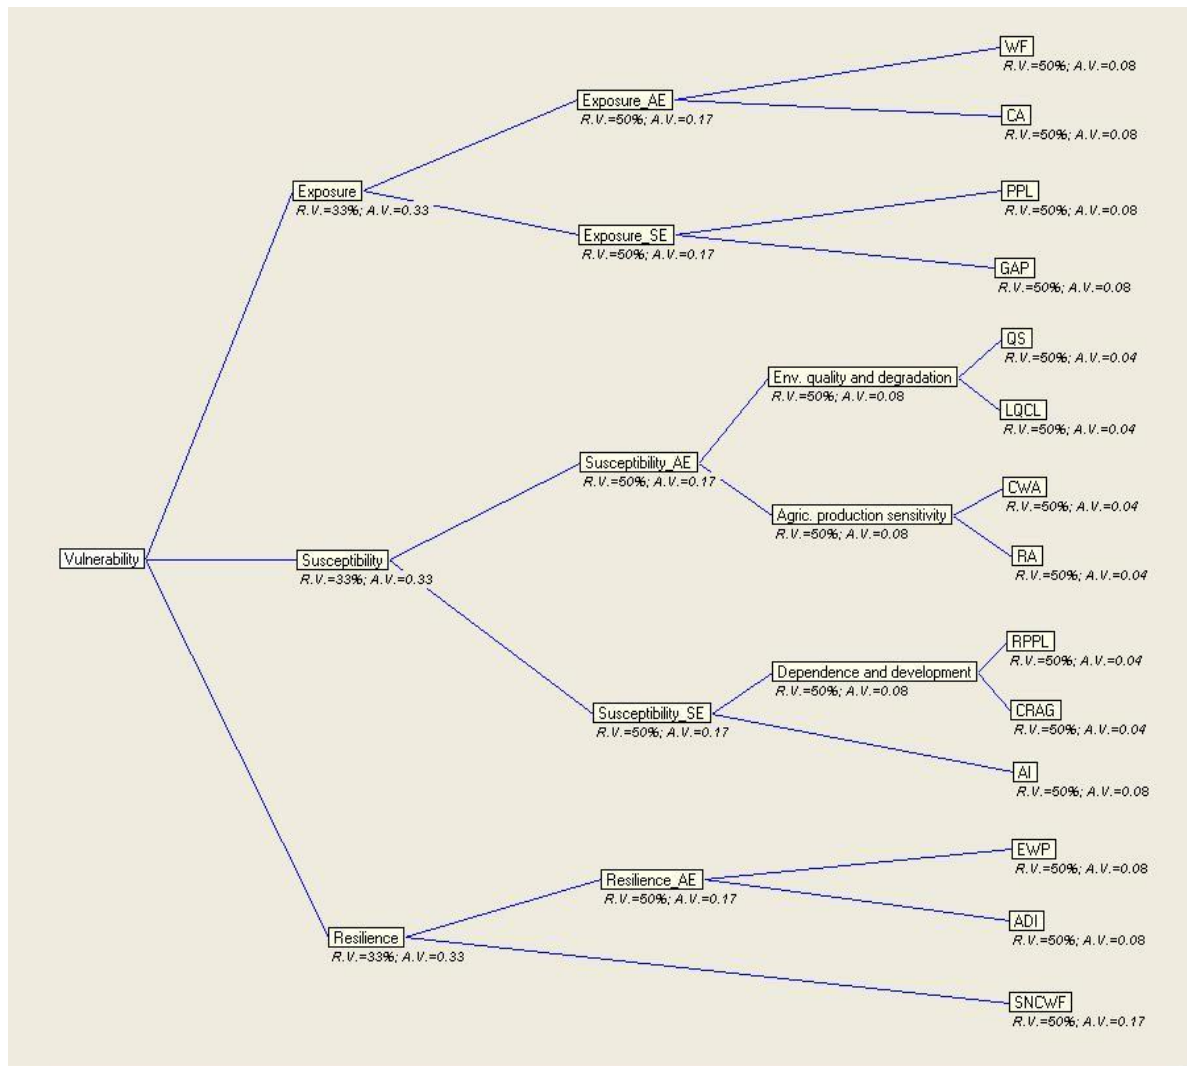 WF
R.V.=50%; A.V.=0.08
Exposure_AE
R.V.=50%; A.V.=0.17
CA
R.V.=50%; A.V.=0.08
Exposure
R.V.=33%; A.V.=0.33
PPL
R.V.=50%; A.V.=0.08
Exposure_SE
R.V.=50%; A.V.=0.17
GAP
R.V.=50%; A.V.=0.08
QS
R.V.=50%; A.V.=0.04
Env. quality and degradation
R.V.=50%; A.V.=0.08
LQCL
R.V.=50%; A.V.=0.04
Susceptibility_AE
R.V.=50%; A.V.=0.17
CWA
R.V.=50%; A.V.=0.04
Agric. production sensitivity
R.V.=50%; A.V.=0.08
RA
R.V.=50%; A.V.=0.04
Vulnerability
Susceptibility
R.V.=33%; A.V.=0.33
RPPL
R.V.=50%; A.V.=0.04
Dependence and development
R.V.=50%; A.V.=0.08
CRAG
R.V.=50%; A.V.=0.04
Susceptibility_SE
R.V.=50%; A.V.=0.17
AI
R.V.=50%; A.V.=0.08
EWP
R.V.=50%; A.V.=0.08
Resilience_AE
R.V.=50%; A.V.=0.17
ADI
R.V.=50%; A.V.=0.08
Resilience
R.V.=33%; A.V.=0.33
SNCWF
R.V.=50%; A.V.=0.17